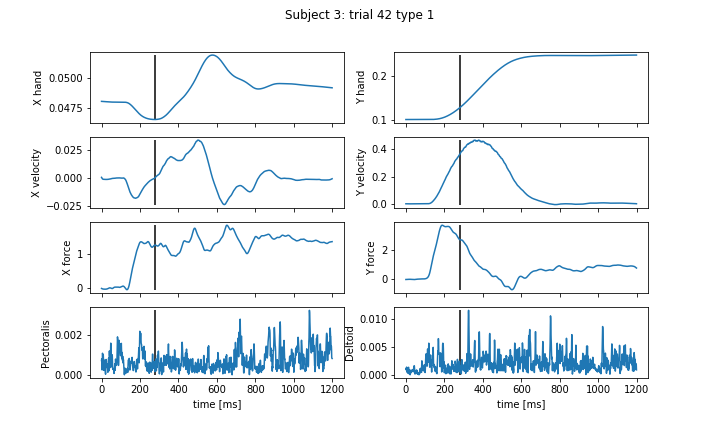 Subject 3: trial 42 type 1
X hand
0.0500
0.0475
Y hand
0.2
0.1
X velocity
0.025
0.000
−0.025
Y velocity
0.4
0.2
0.0
X force
1
0
Y force
2
0
Pectoralis
0.002
0.000
0 200 400 600 800 1000 1200
time [ms]
Deltoid
0.010
0.005
0.000
0 200 400 600 800 1000 1200
time [ms]